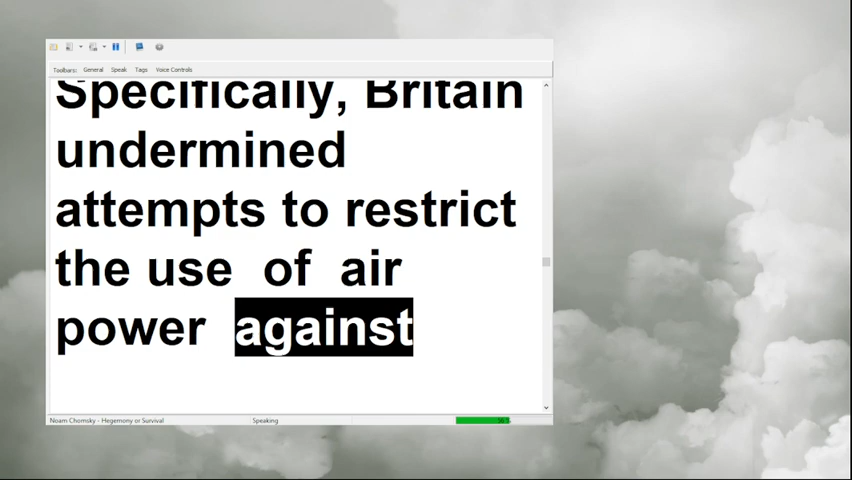 Toolbars: General Speak Tags Voice Controls
Specifically, Britain
undermined
attempts to restrict
the use of air
power against
Noam Chomsky - Hegemony or Survival Speaking